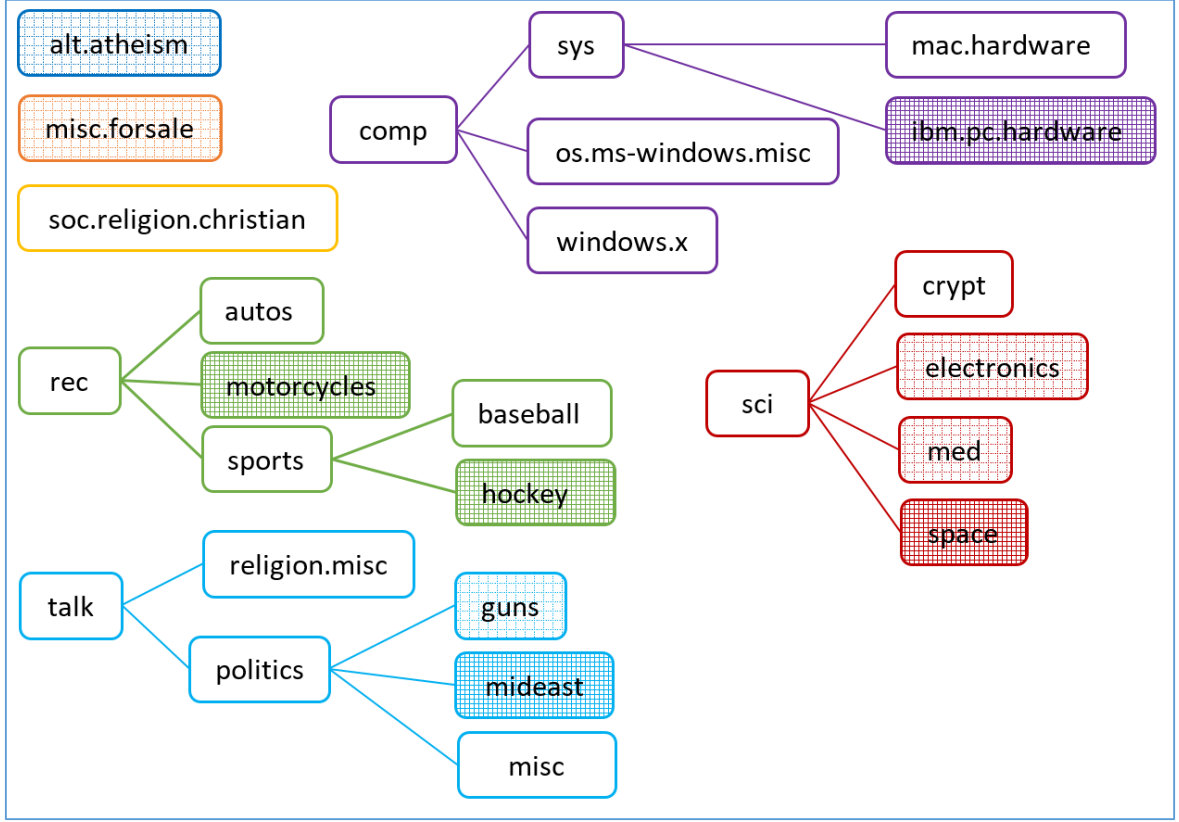 alt.atheism
misc.forsale
soc.religion.christian
comp
sys
mac.hardware
ibm.pc.hardware
os.ms-windows.misc
windows.x
rec
autos
motorcycles
sports
baseball
hockey
sci
crypt
electronics
med
space
talk
religion.misc
politics
guns
mideast
misc